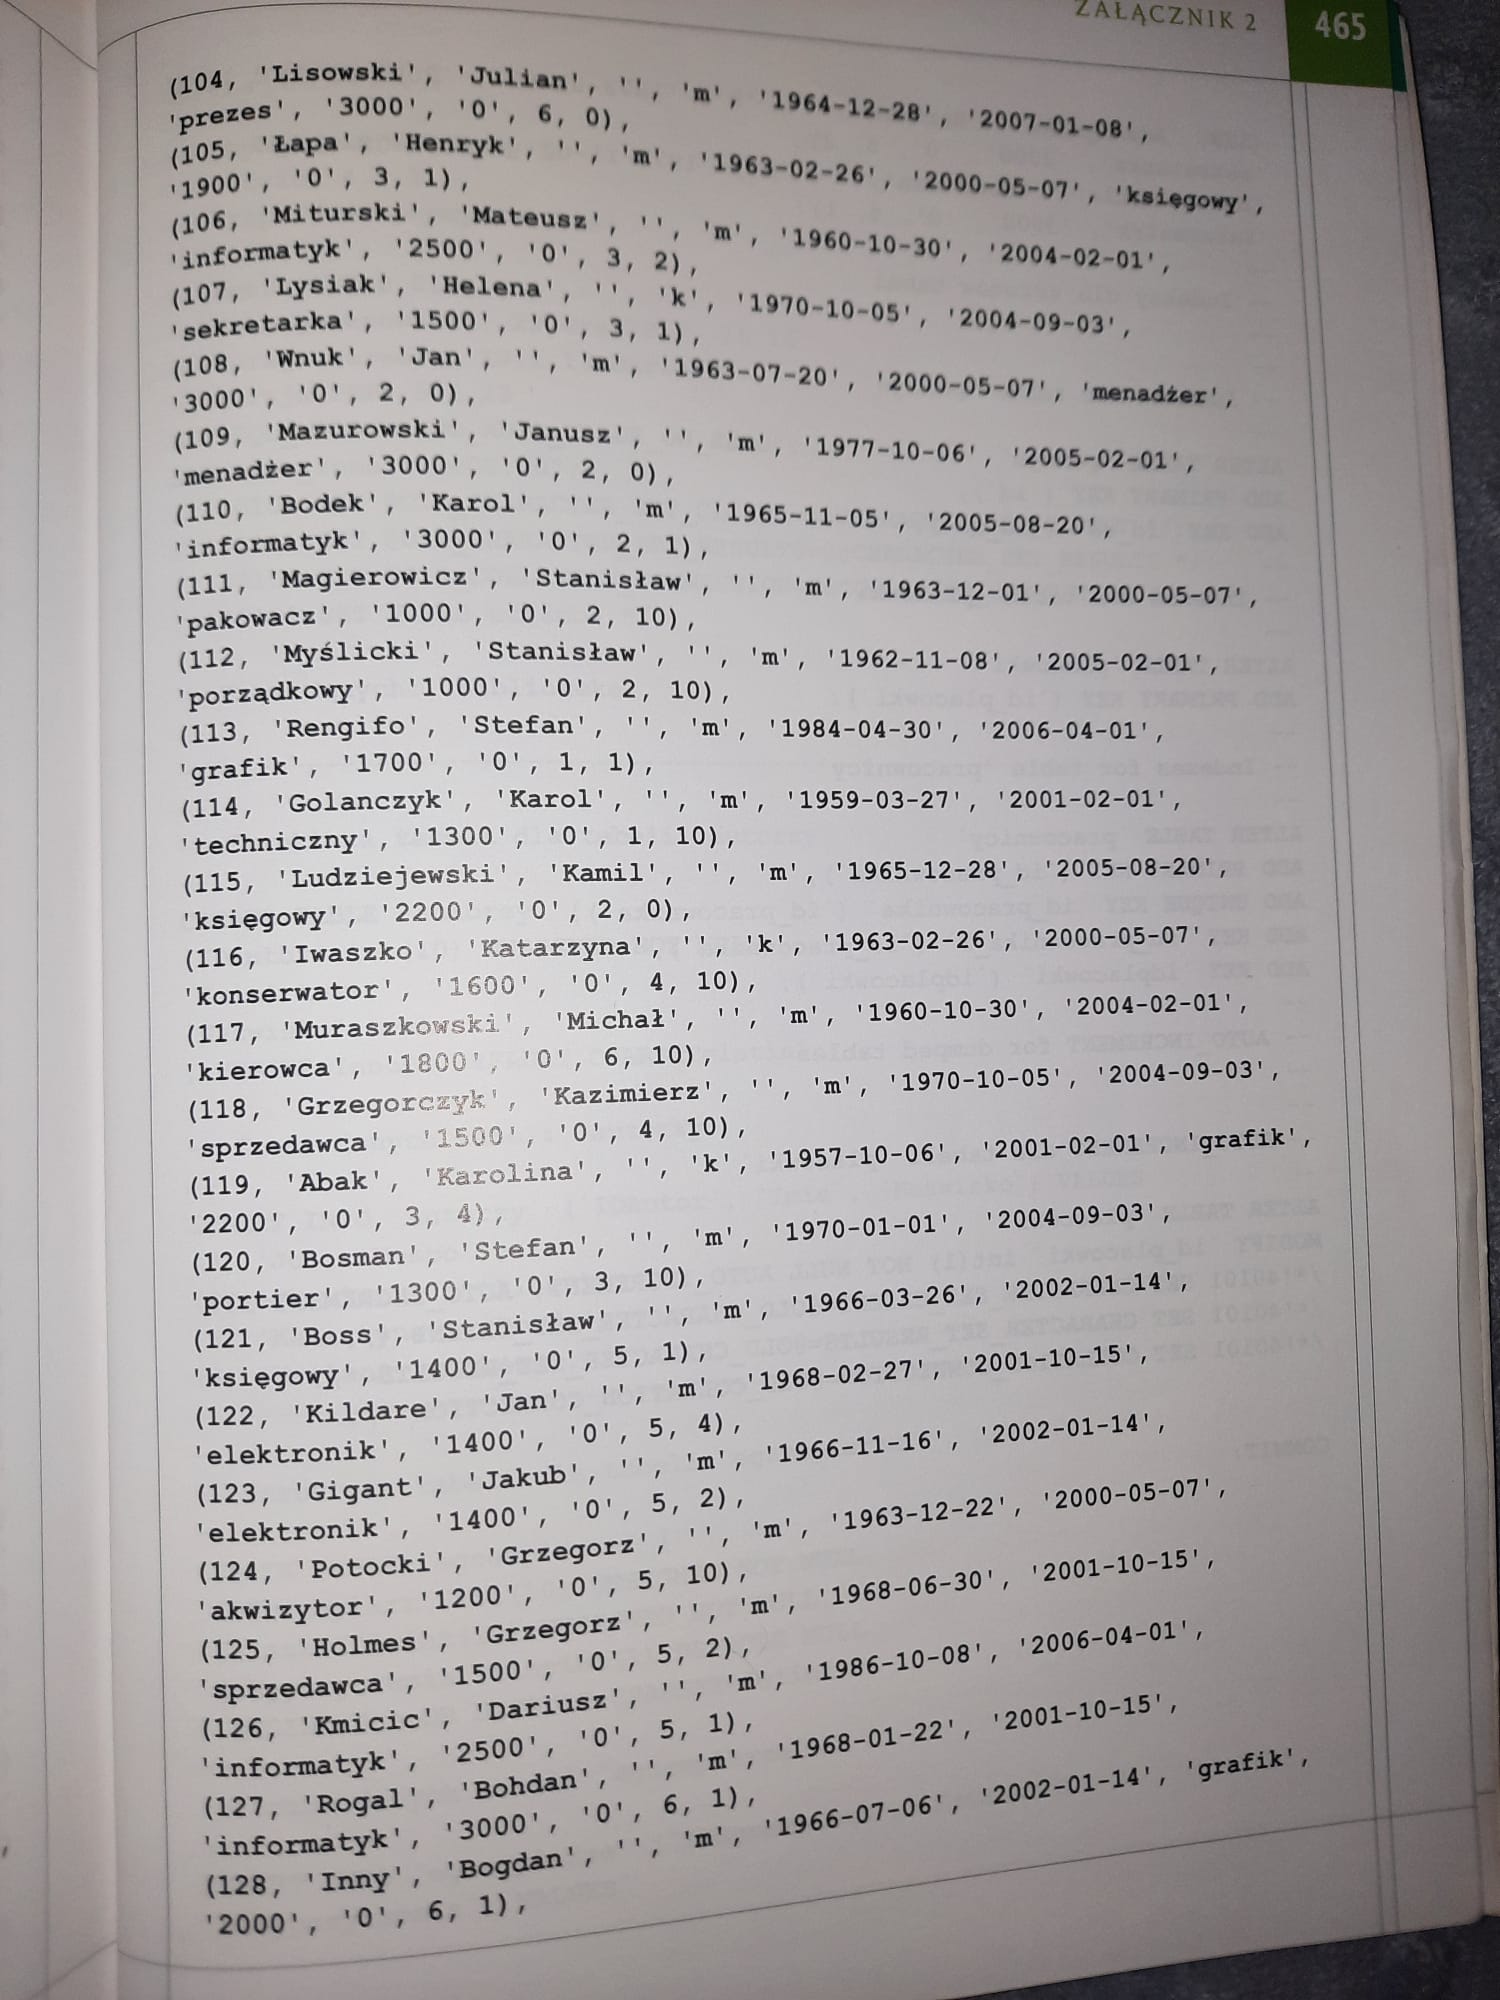 ZAŁĄCZNIK 2 465
(104, 'Lisowski', 'Julian', '', 'm', '1964-12-28', '2007-01-08',
'prezes', '3000', '0', 6, 0),
(105, 'Łapa', 'Henryk', '', 'm', '1963-02-26', '2000-05-07', 'księgowy',
'1900', '0', 3, 1),
(106, 'Miturski', 'Mateusz', '', 'm', '1960-10-30', '2004-02-01',
'informatyk', '2500', '0', 3, 2),
(107, 'Lysiak', 'Helena', '', 'k', '1970-10-05', '2004-09-03',
'sekretarka', '1500', '0', 3, 1),
(108, 'Wnuk', 'Jan', '', 'm', '1963-07-20', '2000-05-07', 'menadżer',
'3000', '0', 2, 0),
(109, 'Mazurowski', 'Janusz', '', 'm', '1977-10-06', '2005-02-01',
'menadżer', '3000', '0', 2, 0),
(110, 'Bodek', 'Karol', '', 'm', '1965-11-05', '2005-08-20',
'informatyk', '3000', '0', 2, 1),
(111, 'Magierowicz', 'Stanisław', '', 'm', '1963-12-01', '2000-05-07',
'pakowacz', '1000', '0', 2, 10),
(112, 'Myślicki', 'Stanisław', '', 'm', '1962-11-08', '2005-02-01',
'porządkowy', '1000', '0', 2, 10),
(113, 'Rengifo', 'Stefan', '', 'm', '1984-04-30', '2006-04-01',
'grafik', '1700', '0', 1, 1),
(114, 'Golanczyk', 'Karol', '', 'm', '1959-03-27', '2001-02-01',
'techniczny', '1300', '0', 1, 10),
(115, 'Ludziejewski', 'Kamil', '', 'm', '1965-12-28', '2005-08-20',
'księgowy', '2200', '0', 2, 0),
(116, 'Iwaszko', 'Katarzyna', '', 'k', '1963-02-26', '2000-05-07',
'konserwator', '1600', '0', 4, 10),
(117, 'Muraszkowski', 'Michał', '', 'm', '1960-10-30', '2004-02-01',
'kierowca', '1800', '0', 6, 10),
(118, 'Grzegorczyk', 'Kazimierz', '', 'm', '1970-10-05', '2004-09-03',
'sprzedawca', '1500', '0', 4, 10),
(119, 'Abak', 'Karolina', '', 'k', '1957-10-06', '2001-02-01', 'grafik',
'2200', '0', 3, 4),
(120, 'Bosman', 'Stefan', '', 'm', '1970-01-01', '2004-09-03',
'portier', '1300', '0', 3, 10),
(121, 'Boss', 'Stanisław', '', 'm', '1966-03-26', '2002-01-14',
'księgowy', '1400', '0', 5, 1),
(122, 'Kildare', 'Jan', '', 'm', '1968-02-27', '2001-10-15',
'elektronik', '1400', '0', 5, 4),
(123, 'Gigant', 'Jakub', '', 'm', '1966-11-16', '2002-01-14',
'elektronik', '1400', '0', 5, 2),
(124, 'Potocki', 'Grzegorz', '', 'm', '1963-12-22', '2000-05-07',
'akwizytor', '1200', '0', 5, 10),
(125, 'Holmes', 'Grzegorz', '', 'm', '1968-06-30', '2001-10-15',
'sprzedawca', '1500', '0', 5, 2),
(126, 'Kmicic', 'Dariusz', '', 'm', '1986-10-08', '2006-04-01',
'informatyk', '2500', '0', 5, 1),
(127, 'Rogal', 'Bohdan', '', 'm', '1968-01-22', '2001-10-15',
'informatyk', '3000', '0', 6, 1),
(128, 'Inny', 'Bogdan', '', 'm', '1966-07-06', '2002-01-14', 'grafik',
'2000', '0', 6, 1),